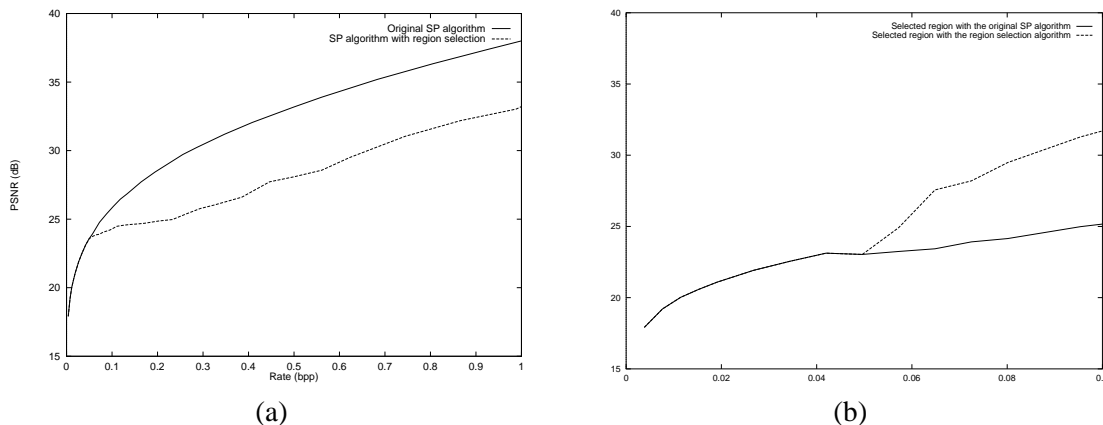 Original SP algorithm
SP algorithm with region selection
PSNR (dB)
40
35
30
25
20
15
0 0.1 0.2 0.3 0.4 0.5 0.6 0.7 0.8 0.9 1
Rate (bpp)
(a)
Selected region with the original SP algorithm
Selected region with the region selection algorithm
40
35
30
25
20
15
0 0.02 0.04 0.06 0.08
(b)